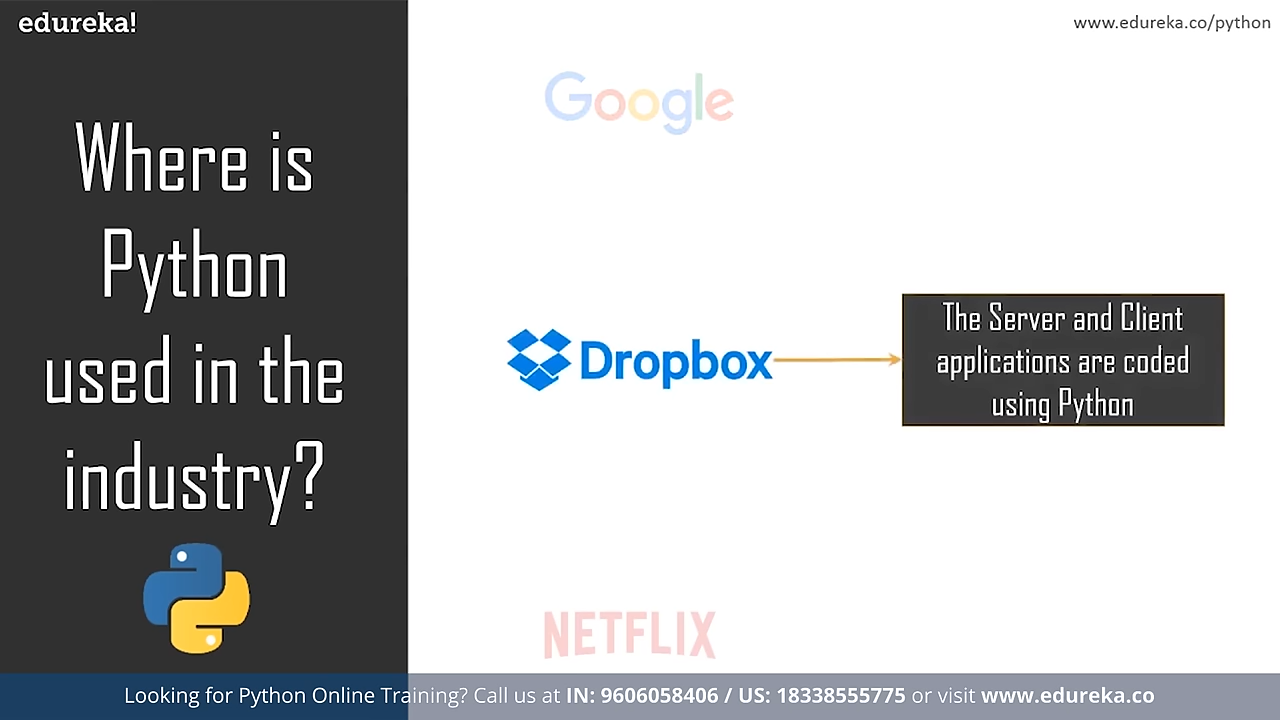 edureka!
www.edureka.co/python
Where is
Python
used in the
industry?
Google
Dropbox
The Server and Client
applications are coded
using Python
NETFLIX
Looking for Python Online Training? Call us at IN: 9606058406 / US: 18338555775 or visit www.edureka.co